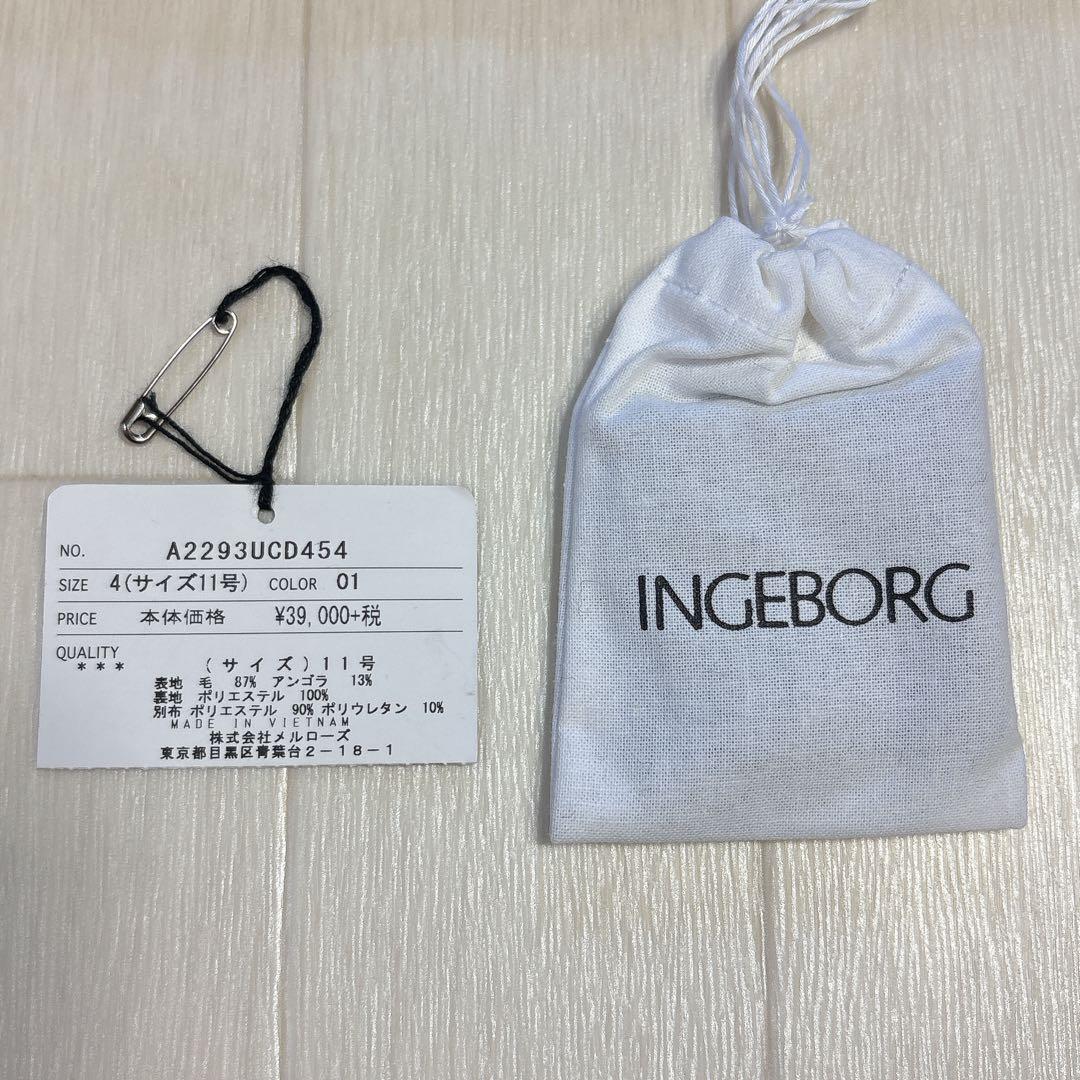 NO. A2293UCD454
SIZE 4(サイズ11号) COLOR 01
PRICE 本体価格 ¥39,000+税
QUALITY
*** (サイズ)11号
表地 毛 87% アンゴラ 13%
裏地 ポリエステル 100%
別布 ポリエステル 90% ポリウレタン 10%
MADE IN VIETNAM
株式会社メルローズ
東京都目黒区青葉台2-18-1
INGEBORG